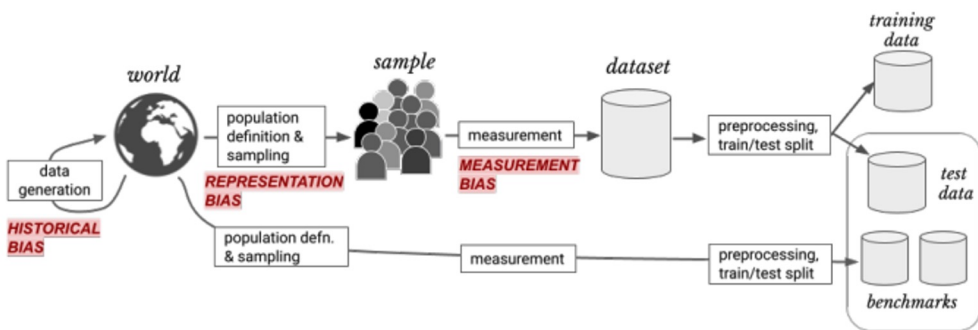 training
data
world
sample
dataset
population
definition &
sampling
measurement
preprocessing,
train/test split
data
generation
REPRESENTATION
BIAS
MEASUREMENT
BIAS
test
data
HISTORICAL
BIAS
population defn.
& sampling
measurement
preprocessing,
train/test split
benchmarks